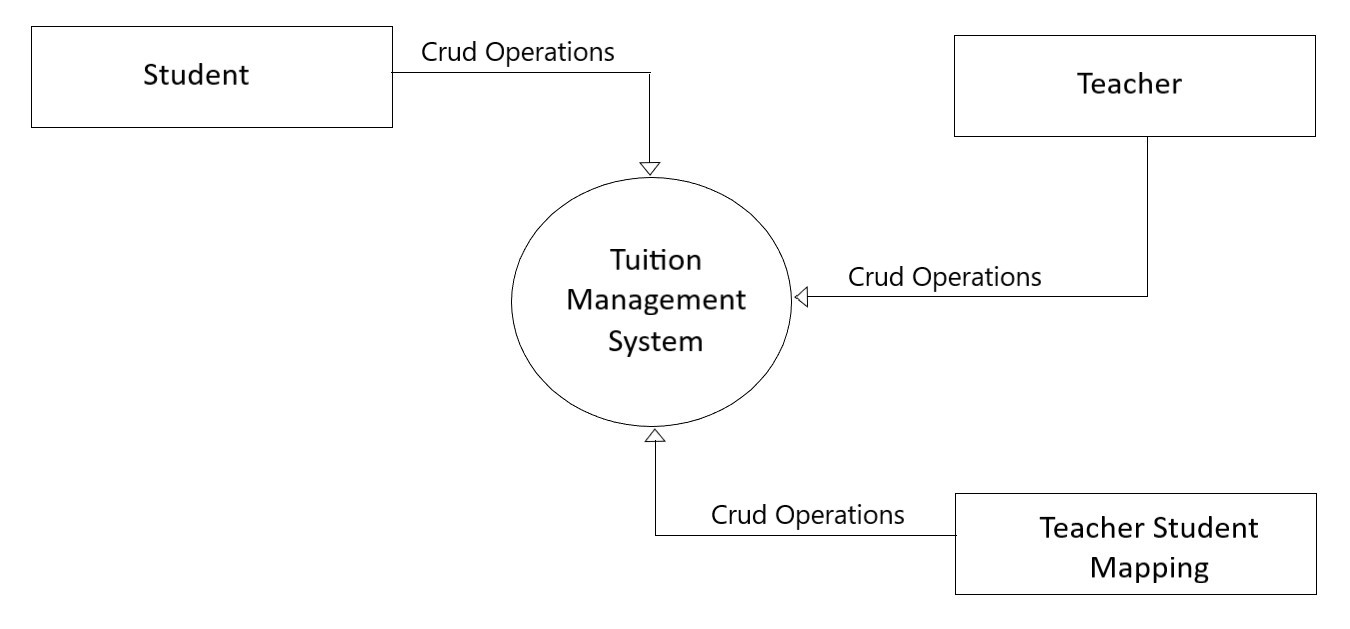 Student
Crud Operations
Teacher
Tuition
Management
System
Crud Operations
Crud Operations
Teacher Student
Mapping